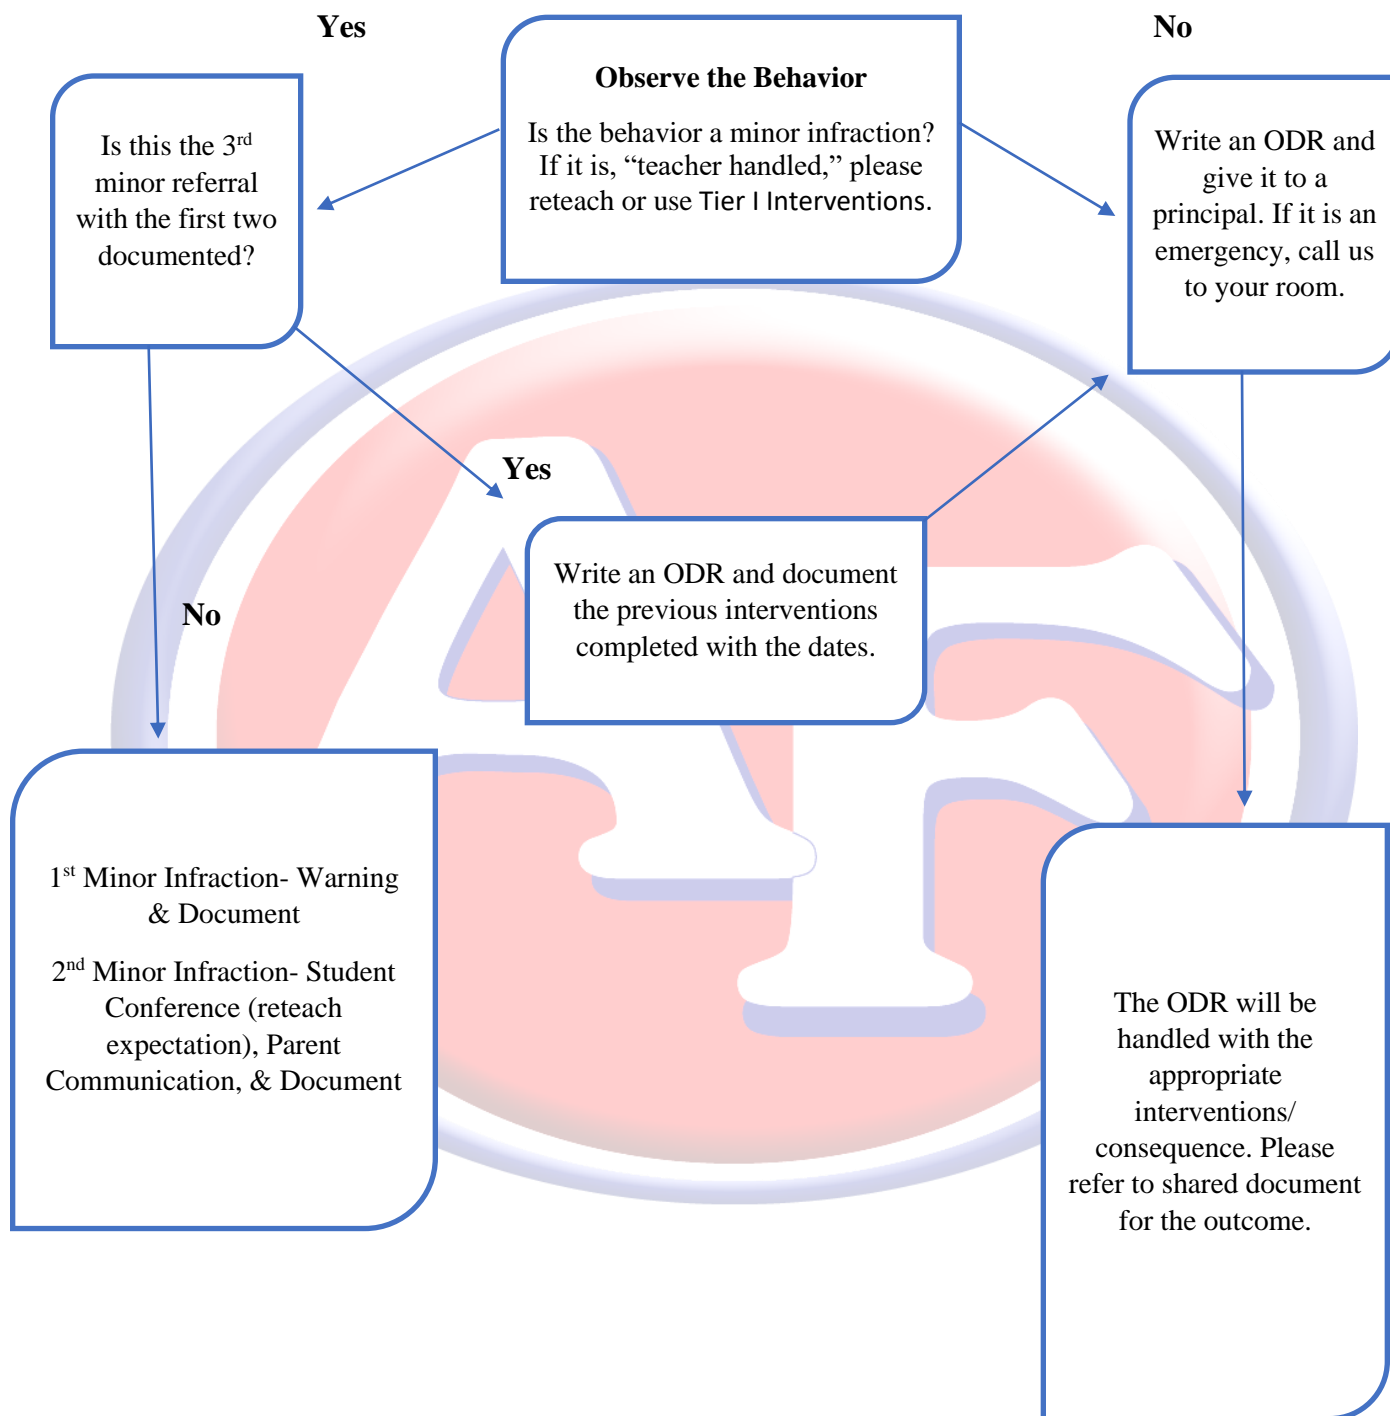 Yes
No
Observe the Behavior
Is the behavior a minor infraction?
If it is, “teacher handled,” please
reteach or use Tier I Interventions.
Is this the 3rd
minor referral
with the first two
documented?
Write an ODR and
give it to a
principal. If it is an
emergency, call us
to your room.
Yes
Write an ODR and document
the previous interventions
completed with the dates.
No
1st Minor Infraction- Warning
& Document
2nd Minor Infraction- Student
Conference (reteach
expectation), Parent
Communication, & Document
The ODR will be
handled with the
appropriate
interventions/
consequence. Please
refer to shared document
for the outcome.